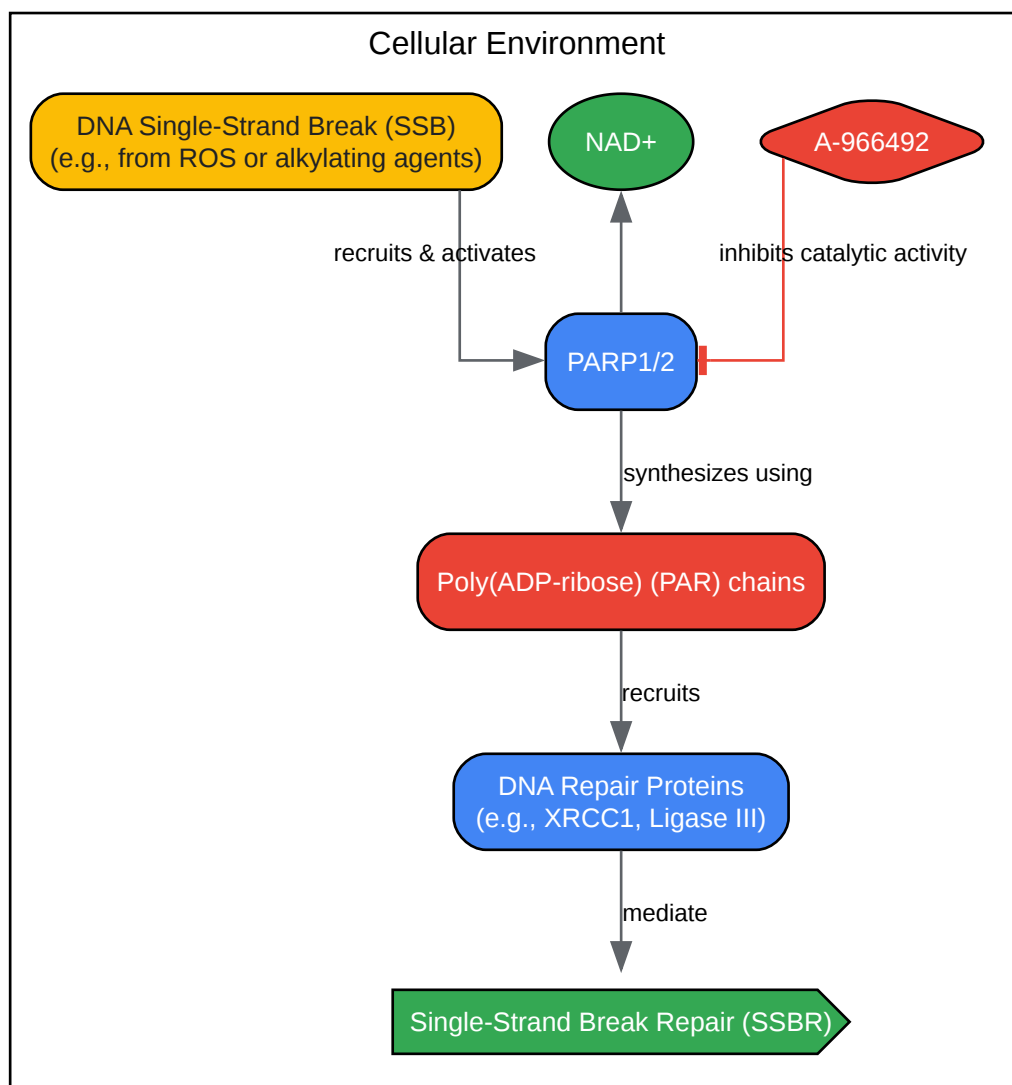 Cellular Environment
DNA Single-Strand Break (SSB)
(e.g., from ROS or alkylating agents)
NAD+
A-966492
recruits & activates
inhibits catalytic activity
PARP1/2
synthesizes using
Poly(ADP-ribose) (PAR) chains
recruits
DNA Repair Proteins
(e.g., XRCC1, Ligase III)
mediate
Single-Strand Break Repair (SSBR)